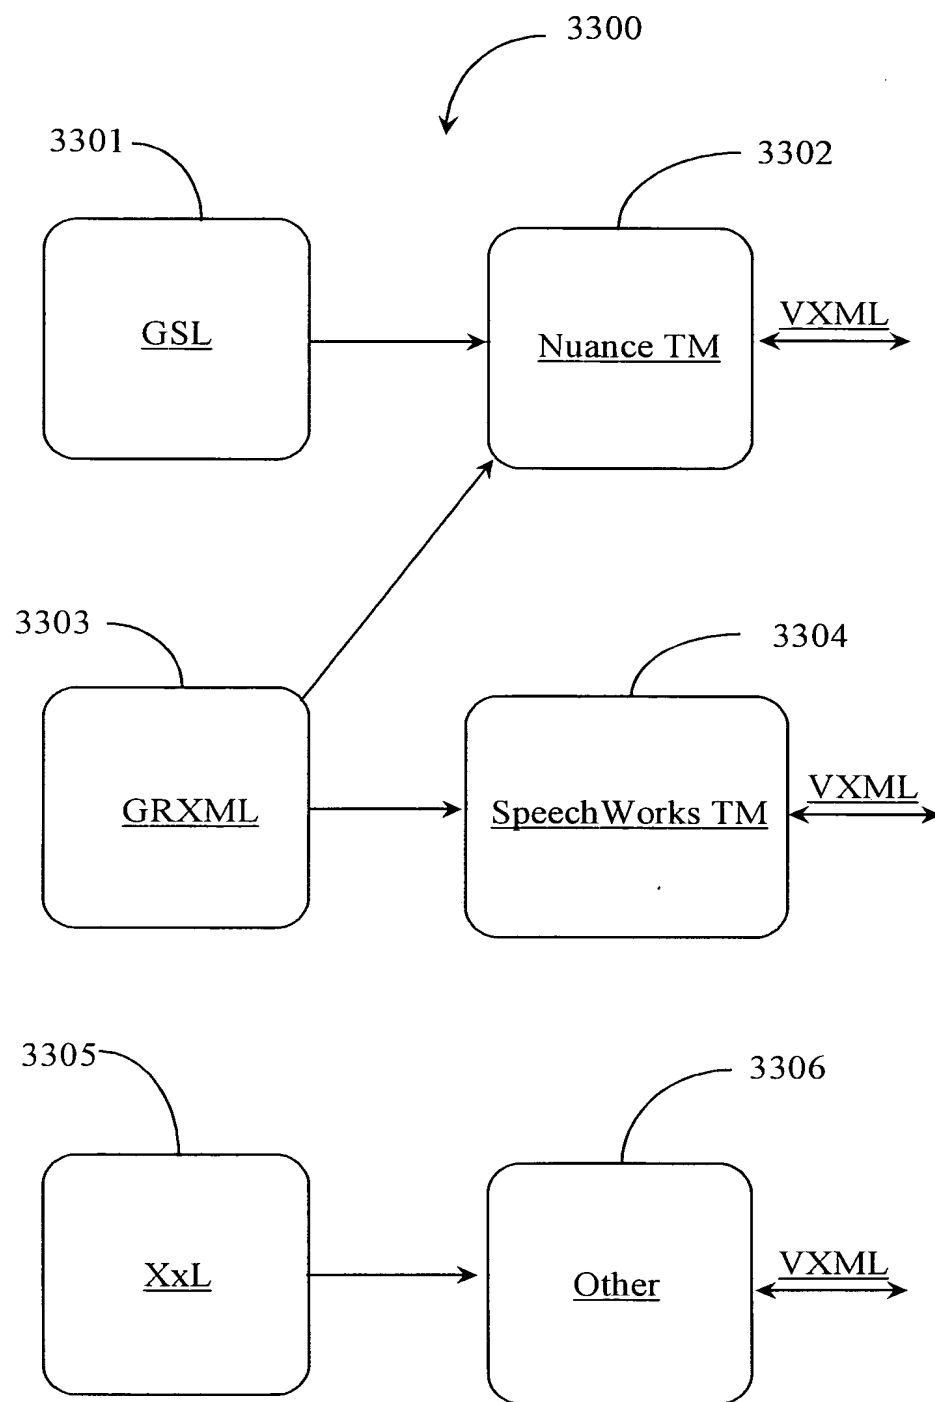 3300
3301
3302
GSL
Nuance TM
VXML
3303
3304
GRXML
SpeechWorks TM
VXML
3305
3306
XxL
Other
VXML